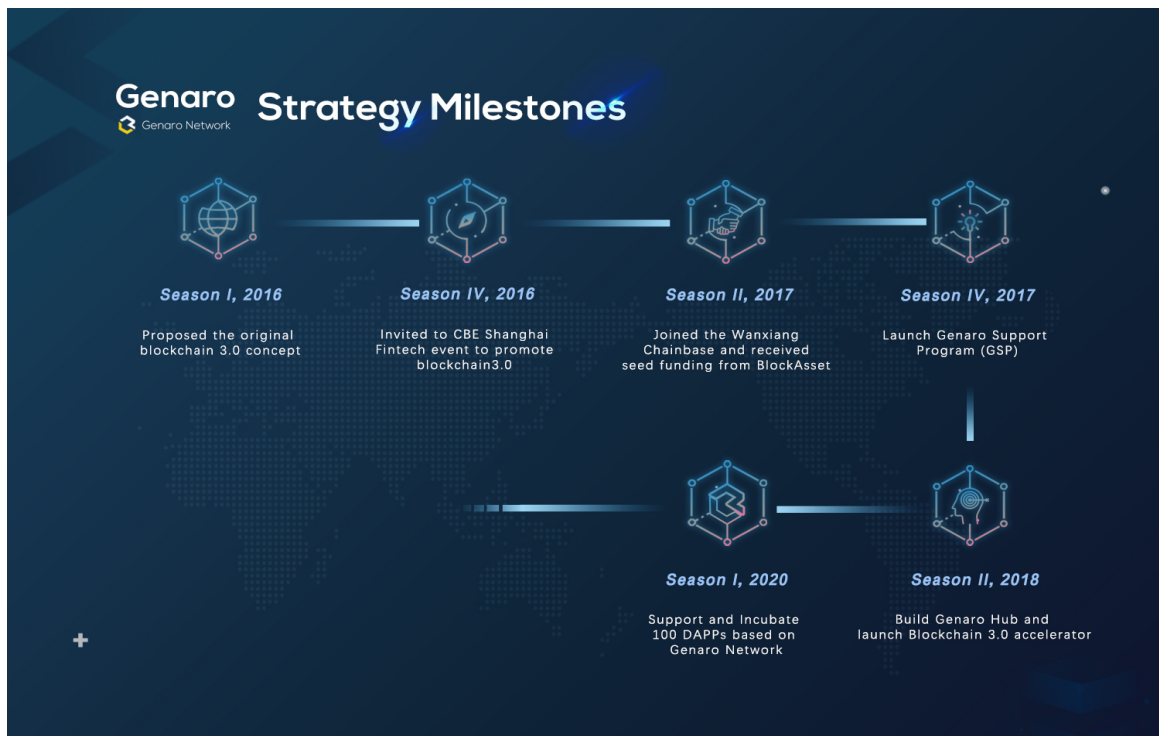 Genaro
Genaro Network
Strategy Milestones
Season I, 2016
Proposed the original
blockchain 3.0 concept
Season IV, 2016
Invited to CBE Shanghai
Fintech event to promote
blockchain3.0
Season II, 2017
Joined the Wanxiang
Chainbase and received
seed funding from BlockAsset
Season IV, 2017
Launch Genaro Support
Program (GSP)
Season II, 2018
Build Genaro Hub and
launch Blockchain 3.0 accelerator
Season I, 2020
Support and Incubate
100 DAPPs based on
Genaro Network